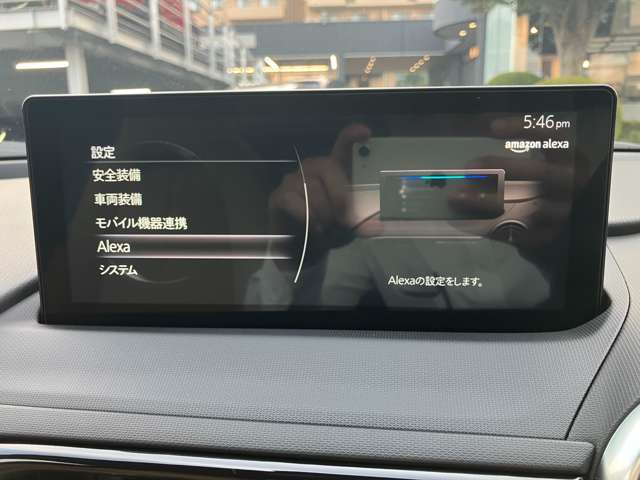 5:46 pm
設定
amazon alexa
安全装備
車両装備
モバイル機器連携
Alexa
システム
Alexaの設定をします。